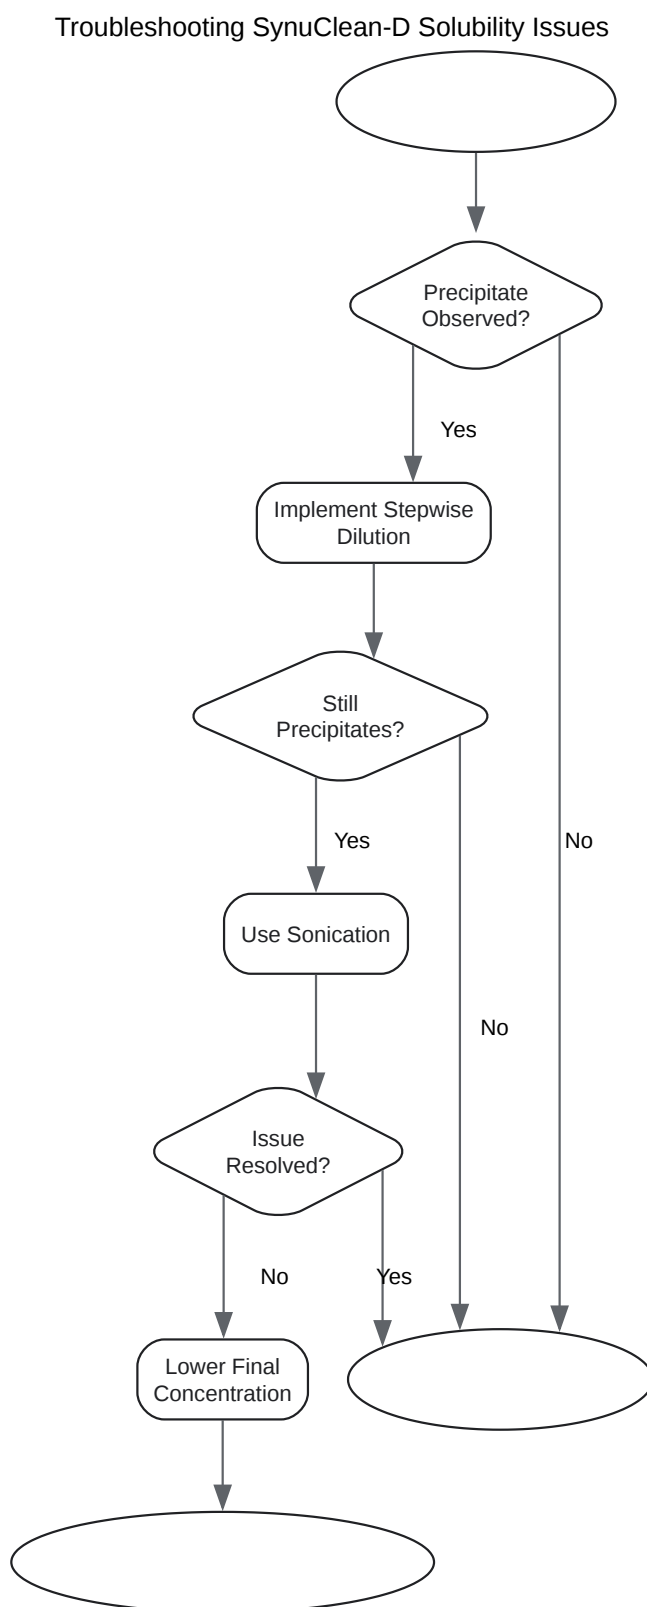 Troubleshooting SynuClean-D Solubility Issues
Precipitate
Observed?
Yes
Implement Stepwise
Dilution
Still
Precipitates?
Yes
No
Use Sonication
No
Issue
Resolved?
No
Yes
Lower Final
Concentration